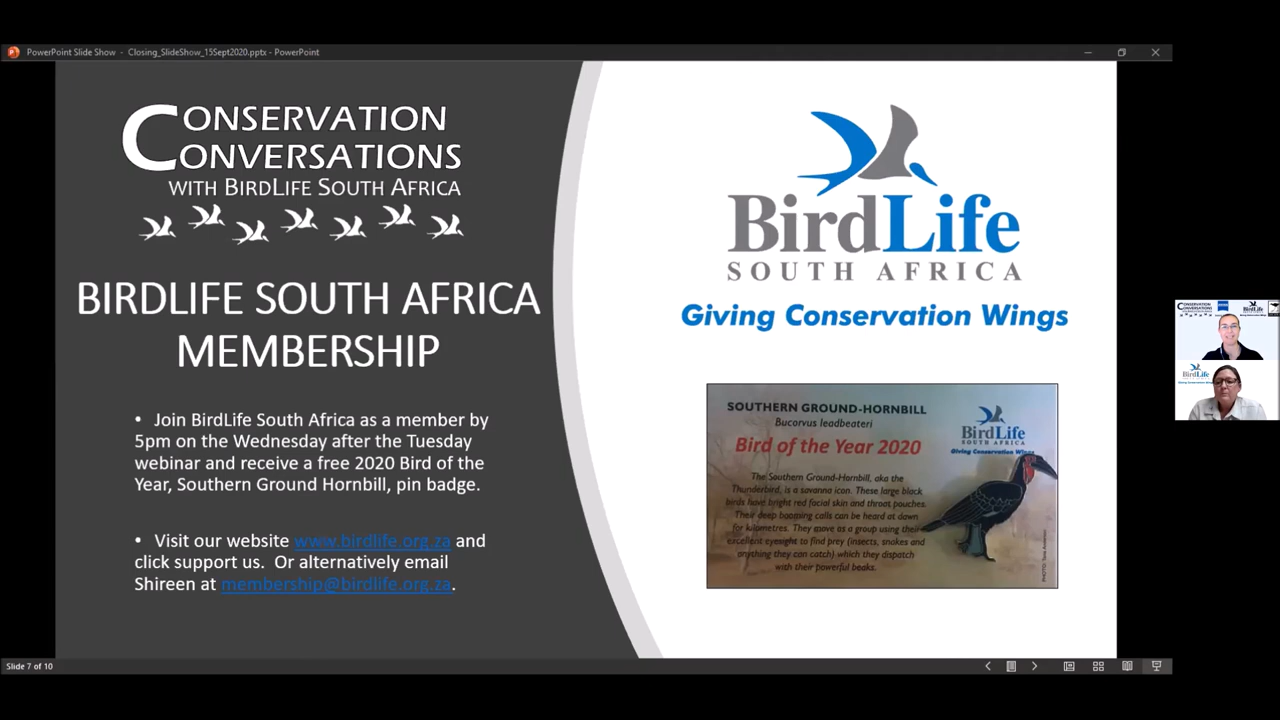 PowerPoint Slide Show - Closing_SlideShow_15Sept2020.pptx - PowerPoint
CONSERVATION
CONVERSATIONS
WITH BIRDLIFE SOUTH AFRICA
BIRDLIFE SOUTH AFRICA
MEMBERSHIP
• Join BirdLife South Africa as a member by
5pm on the Wednesday after the Tuesday
webinar and receive a free 2020 Bird of the
Year, Southern Ground Hornbill, pin badge.
• Visit our website www.birdlife.org.za and
click support us. Or alternatively email
Shireen at membership@birdlife.org.za.
BirdLife
SOUTH AFRICA
Giving Conservation Wings
SOUTHERN GROUND-HORNBILL
Bucorvus leadbeateri
Bird of the Year 2020
BirdLife
SOUTH AFRICA
Giving Conservation Wings
The Southern Ground-Hornbill, aka the
Thunderbird, is a savanna icon. These large black
birds have bright red facial skin and throat pouches.
Their deep booming calls can be heard at dawn
for kilometres. They move as a group using their
excellent eyesight to find prey (insects, snakes and
anything they can catch) which they dispatch
with their powerful beaks.
CONSERVATION
CONVERSATIONS
BirdLife
BirdLife
Slide 7 of 10